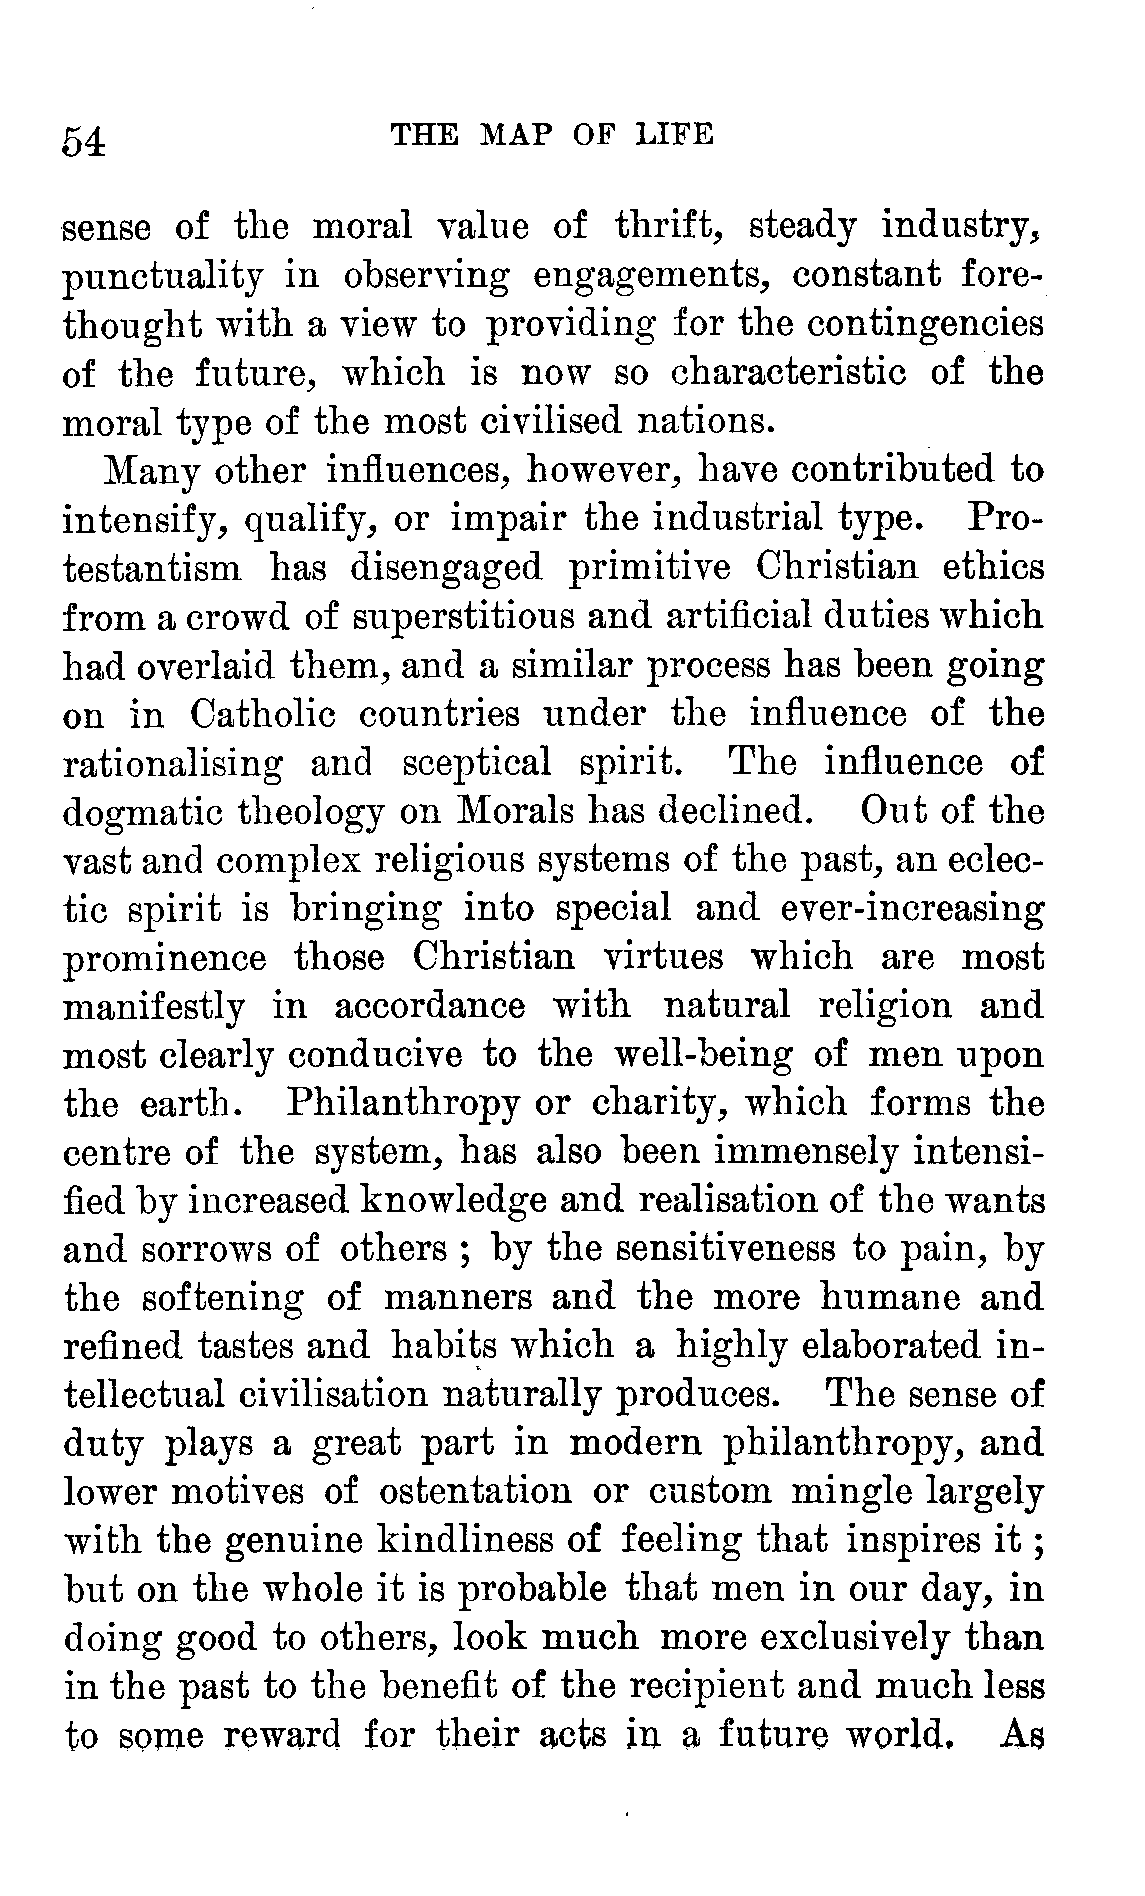 54 THE MAP OF LIFE
sense of the moral value of thrift, steady industry,
punctuality in observing engagements, constant fore-
thought with a view to providing for the contingencies
of the future, which is now so characteristic of the
moral type of the most civilised nations.
Many other influences, however, have contributed to
intensify, qualify, or impair the industrial type. Pro-
testantism has disengaged primitive Christian ethics
from a crowd of superstitious and artificial duties which
had overlaid them, and a similar process has been going
on in Catholic countries under the influence of the
rationalising and sceptical spirit. The influence of
dogmatic theology on Morals has declined. Out of the
vast and complex religious systems of the past, an eclec-
tic spirit is bringing into special and ever-increasing
prominence those Christian virtues which are most
manifestly in accordance with natural religion and
most clearly conducive to the well-being of men upon
the earth. Philanthropy or charity, which forms the
centre of the system, has also been immensely intensi-
fied by increased knowledge and realisation of the wants
and sorrows of others ; by the sensitiveness to pain, by
the softening of manners and the more humane and
refined tastes and habits which a highly elaborated in-
tellectual civilisation naturally produces. The sense of
duty plays a great part in modern philanthropy, and
lower motives of ostentation or custom mingle largely
with the genuine kindliness of feeling that inspires it ;
but on the whole it is probable that men in our day, in
doing good to others, look much more exclusively than
in the past to the benefit of the recipient and much less
to some reward for their acts in a future world. As